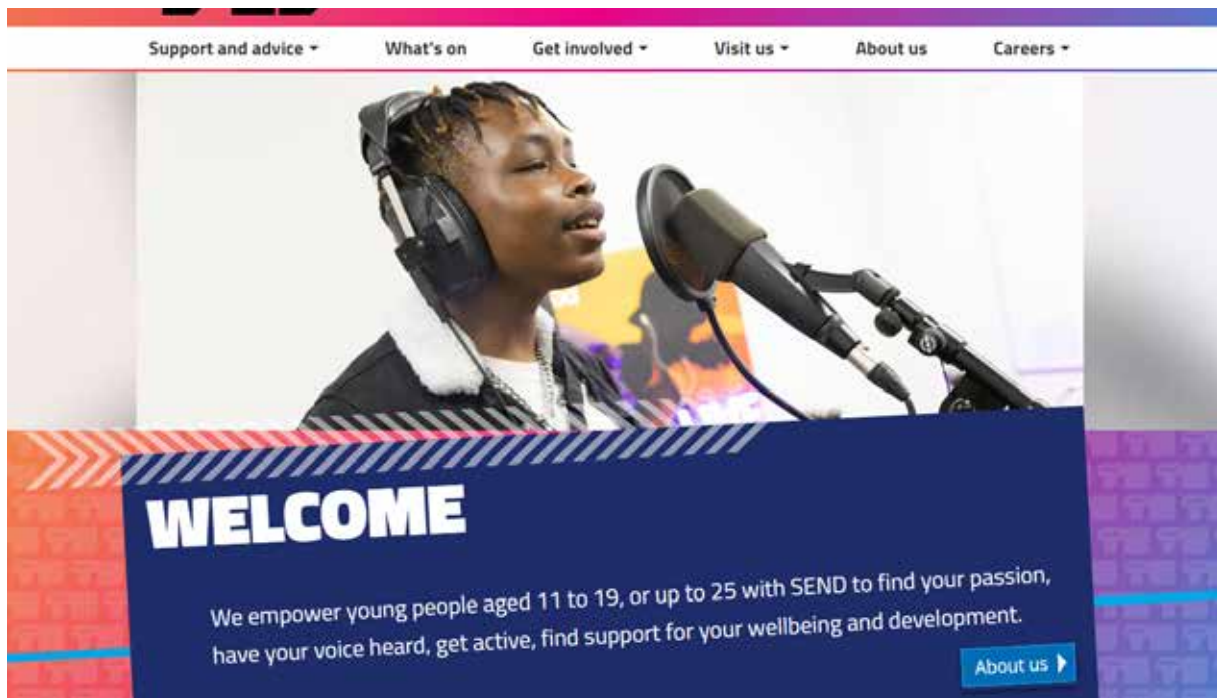 Support and advice What's on Get involved Visit us About us Careers
WELCOME
We empower young people aged 11 to 19, or up to 25 with SEND to find your passion,
have your voice heard, get active, find support for your wellbeing and development.
About us